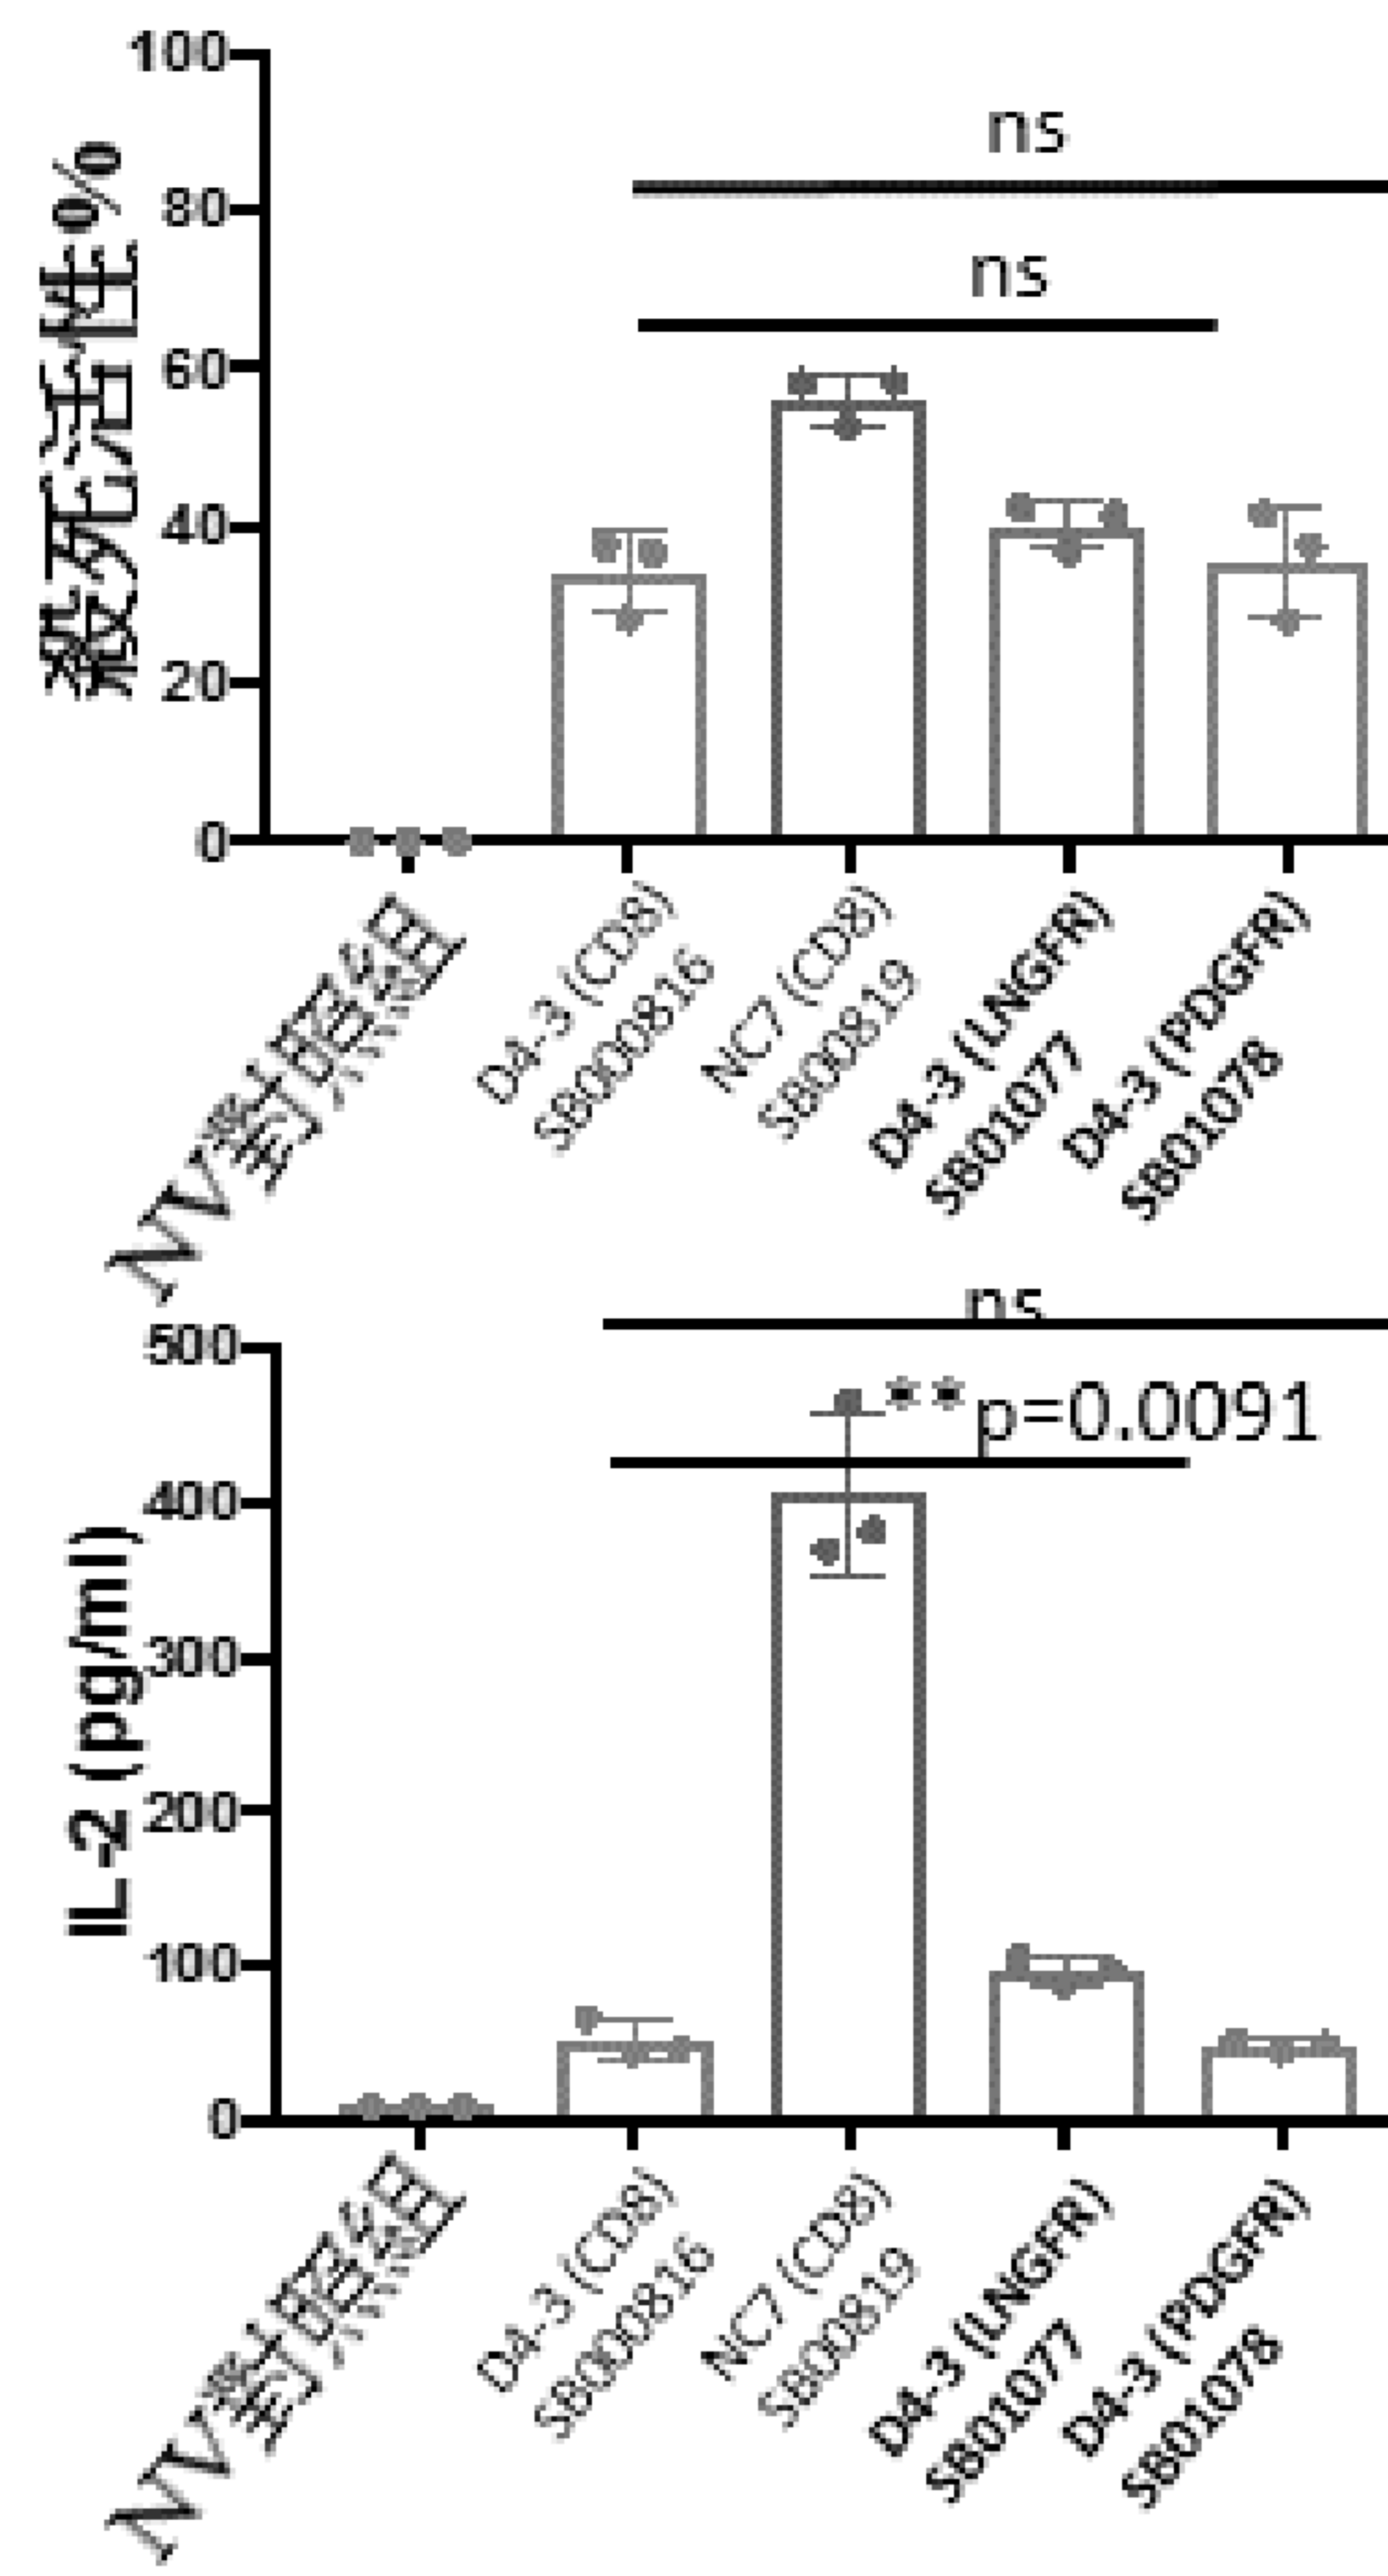 100
80
60
40
20
0
殺死活性%
ns
ns
NV對照組
D4-3 (CD8)
SB000816
NC7 (CD8)
SB00819
D4-3 (LNGFR)
SB01077
D4-3 (PDGFR)
SB01078
ns
**p=0.0091
500
400
300
200
100
0
IL-2 (pg/ml)
NV對照組
D4-3 (CD8)
SB000816
NC7 (CD8)
SB00819
D4-3 (LNGFR)
SB01077
D4-3 (PDGFR)
SB01078